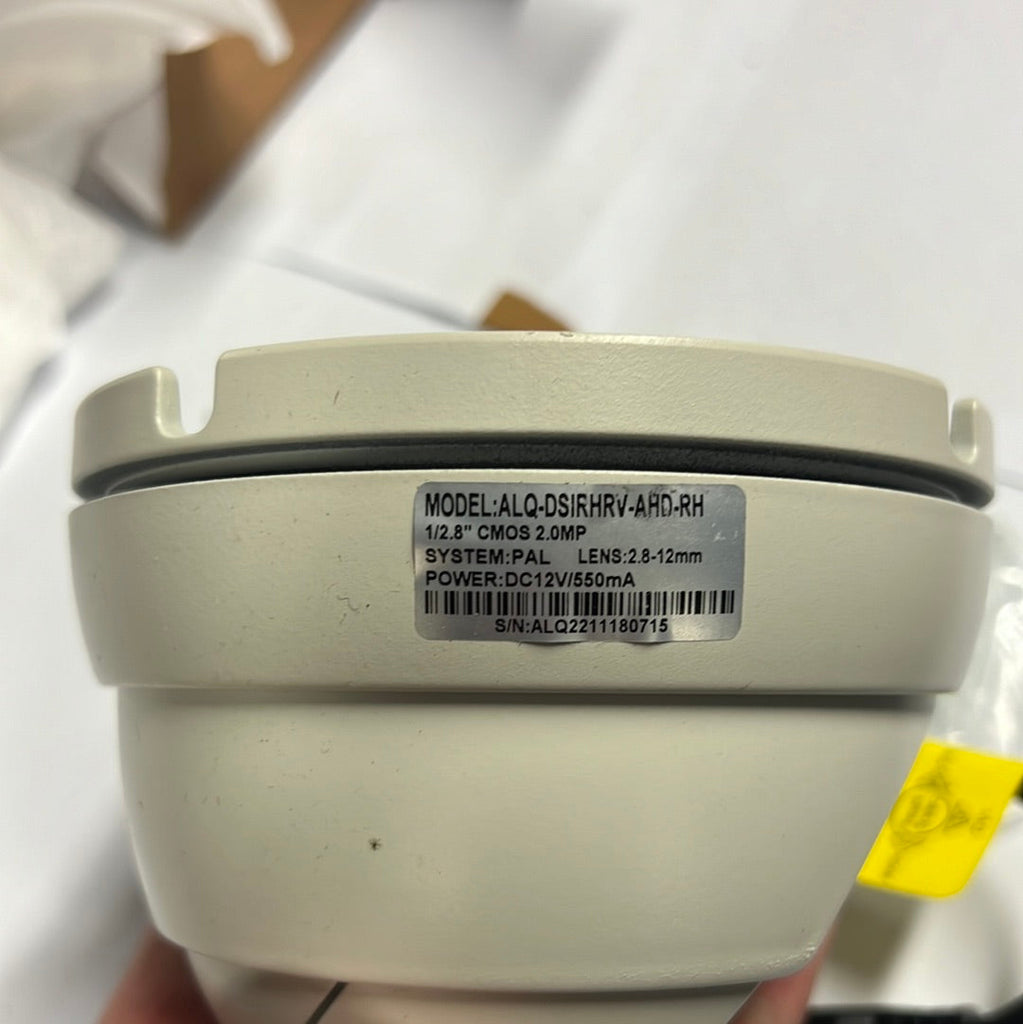 MODEL:ALQ-DSIRHRV-AHD-RH
1/2.8" CMOS 2.0MP
SYSTEM:PAL LENS:2.8-12mm
POWER:DC12V/550mA
S/N:ALQ2211180715